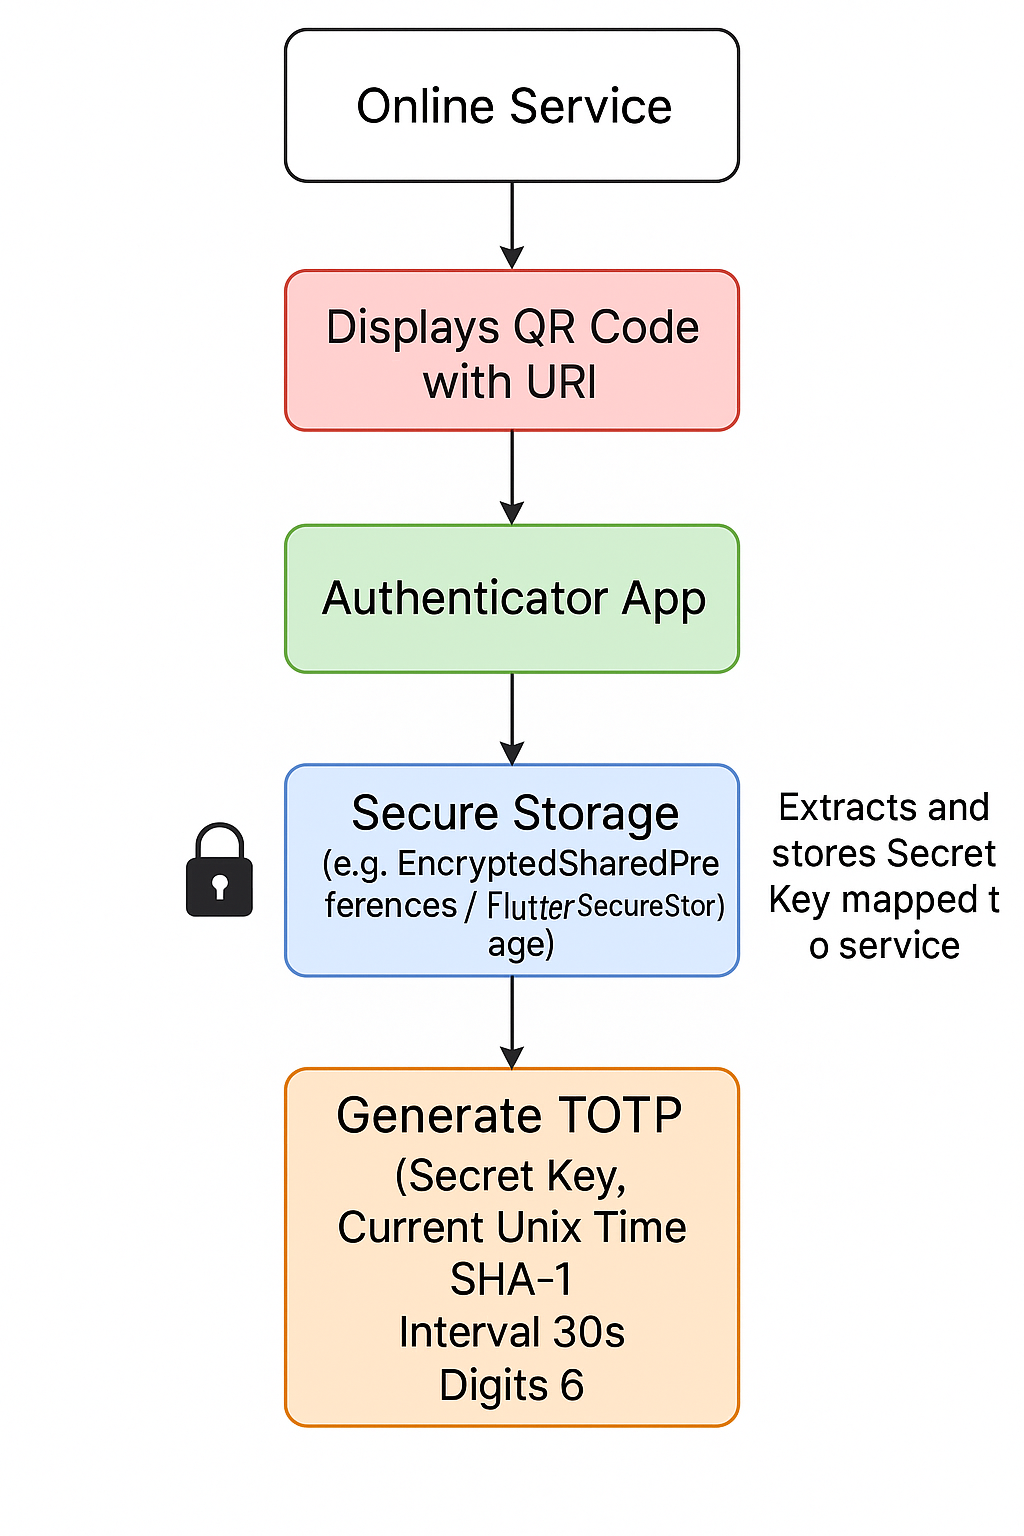 Online Service
Displays QR Code
with URI
Authenticator App
Secure Storage
(e.g. EncryptedSharedPre
ferences / FlutterSecureStor)
age)
Extracts and
stores Secret
Key mapped t
o service
Generate TOTP
(Secret Key,
Current Unix Time
SHA-1
Interval 30s
Digits 6